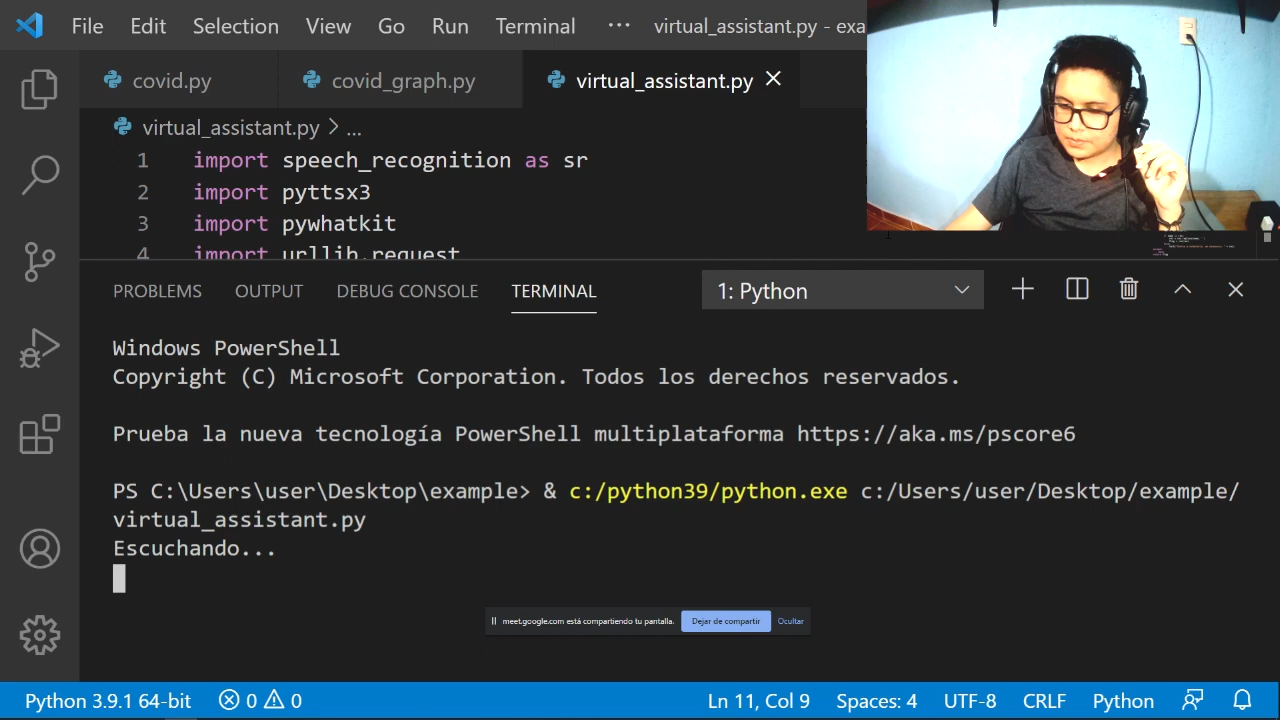 File Edit Selection View Go Run Terminal ··· virtual_assistant.py - exa
covid.py covid_graph.py virtual_assistant.py
virtual_assistant.py > ...
1 import speech_recognition as sr
2 import pyttsx3
3 import pywhatkit
4 import urllib.request
PROBLEMS OUTPUT DEBUG CONSOLE TERMINAL 1: Python
Windows PowerShell
Copyright (C) Microsoft Corporation. Todos los derechos reservados.
Prueba la nueva tecnología PowerShell multiplataforma https://aka.ms/pscore6
PS C:\Users\user\Desktop\example> & c:/python39/python.exe c:/Users/user/Desktop/example/
virtual_assistant.py
Escuchando...
meet.google.com está compartiendo tu pantalla. Dejar de compartir Ocultar
Python 3.9.1 64-bit 0 0 Ln 11, Col 9 Spaces: 4 UTF-8 CRLF Python